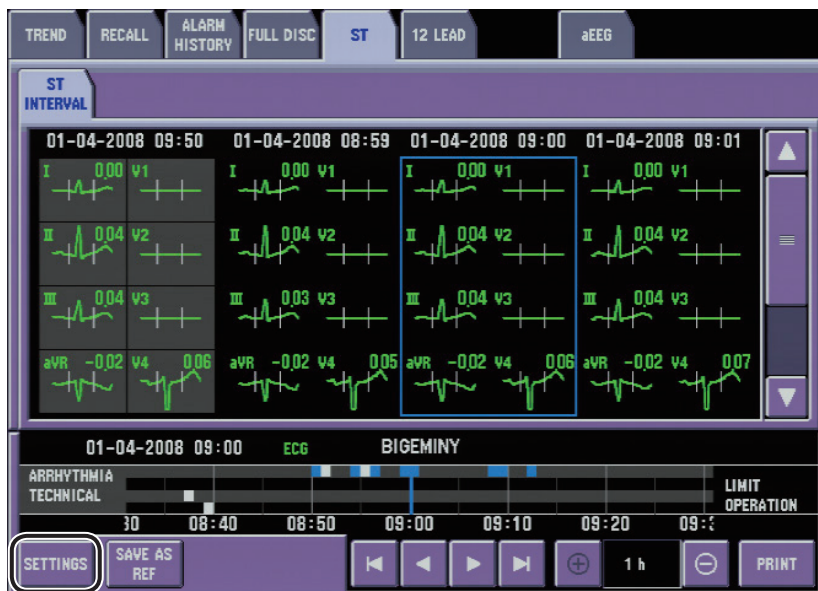 TREND RECALL ALARM HISTORY FULL DISC ST 12 LEAD aEEG
ST INTERVAL
01-04-2008 09:50 01-04-2008 08:59 01-04-2008 09:00 01-04-2008 09:01
I 0.00 V1 I 0.00 V1 I 0.00 V1 I 0.00 V1
II 0.04 V2 II 0.04 V2 II 0.04 V2 II 0.04 V2
III 0.04 V3 III 0.03 V3 III 0.04 V3 III 0.04 V3
aVR -0.02 V4 0.06 aVR -0.02 V4 0.05 aVR -0.02 V4 0.06 aVR -0.02 V4 0.07
01-04-2008 09:00 ECG BIGEMINY
ARRHYTHMIA
TECHNICAL
LIMIT
OPERATION
30 08:40 08:50 09:00 09:10 09:20 09:
SETTINGS SAVE AS REF 1 h PRINT